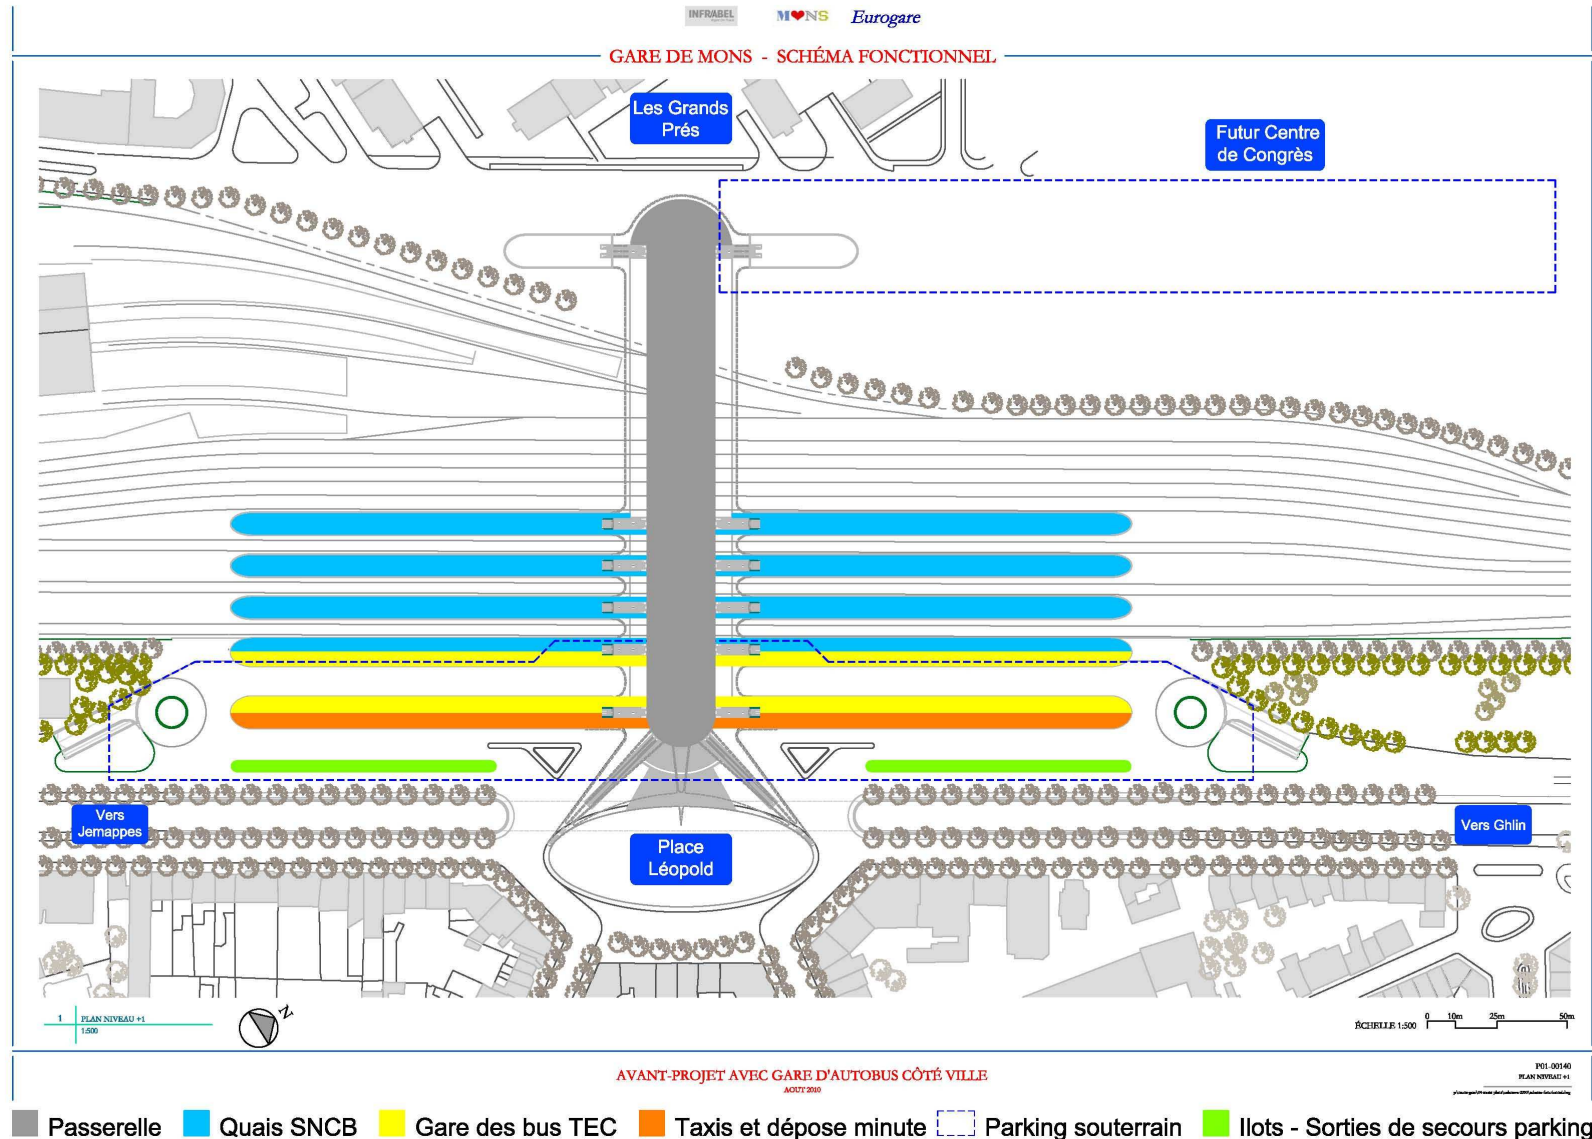 INFRABEL
MONS
Eurogare
GARE DE MONS - SCHÉMA FONCTIONNEL
Les Grands
Prés
Futur Centre
de Congrès
Vers
Jemappes
Place
Léopold
Vers Ghlin
N
1 PLAN NIVEAU +1
1:500
ÉCHELLE 1:500 0 10m 25m 50m
AVANT-PROJET AVEC GARE D'AUTOBUS CÔTÉ VILLE
AOUT 2010
P01-00140
PLAN NIVEAU +1
Passerelle
Quais SNCB
Gare des bus TEC
Taxis et dépose minute
Parking souterrain
Ilots - Sorties de secours parking